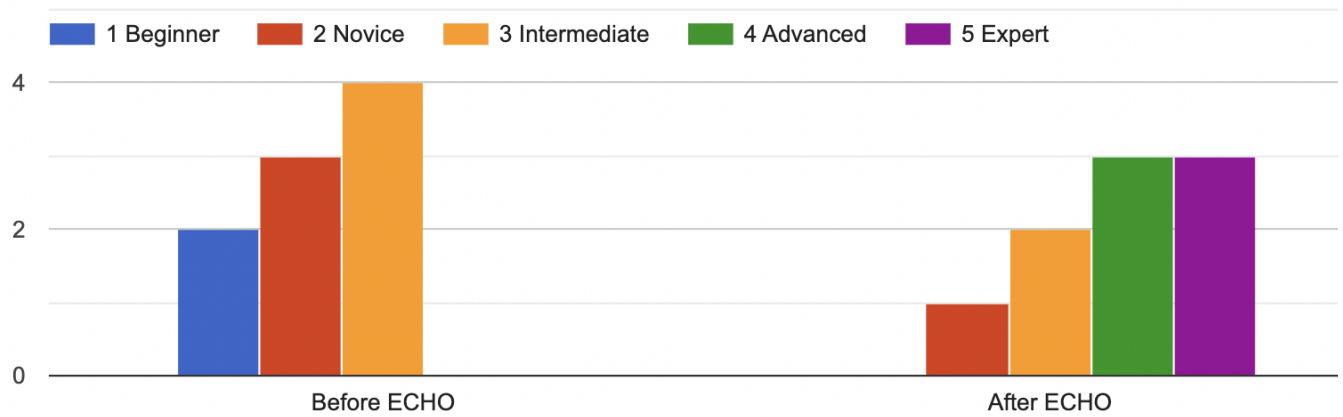 1 Beginner 2 Novice 3 Intermediate 4 Advanced 5 Expert
4
2
0
Before ECHO After ECHO